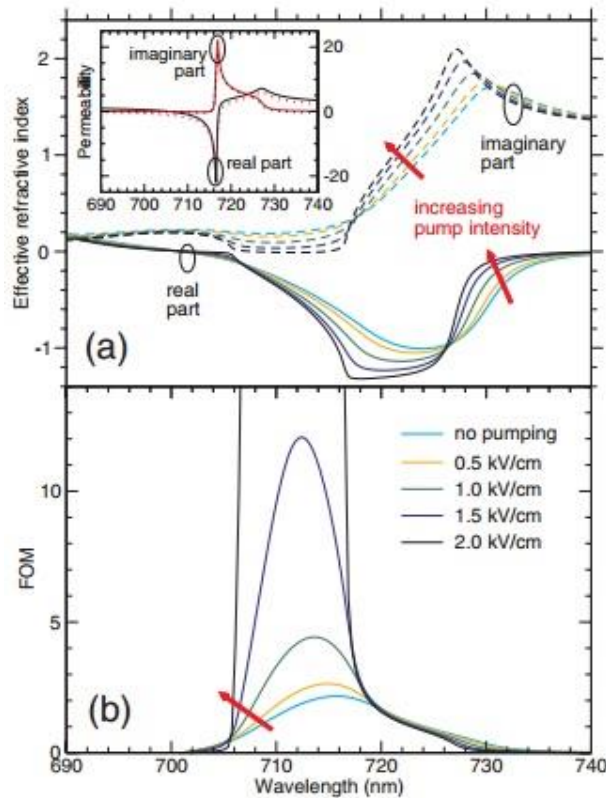 imaginary
part
20
0
-20
Permeability
real part
690 700 710 720 730 740
2
1
0
-1
Effective refractive index
imaginary
part
increasing
pump intensity
real
part
(a)
no pumping
0.5 kV/cm
1.0 kV/cm
1.5 kV/cm
2.0 kV/cm
10
5
0
FOM
(b)
690 700 710 720 730 740
Wavelength (nm)